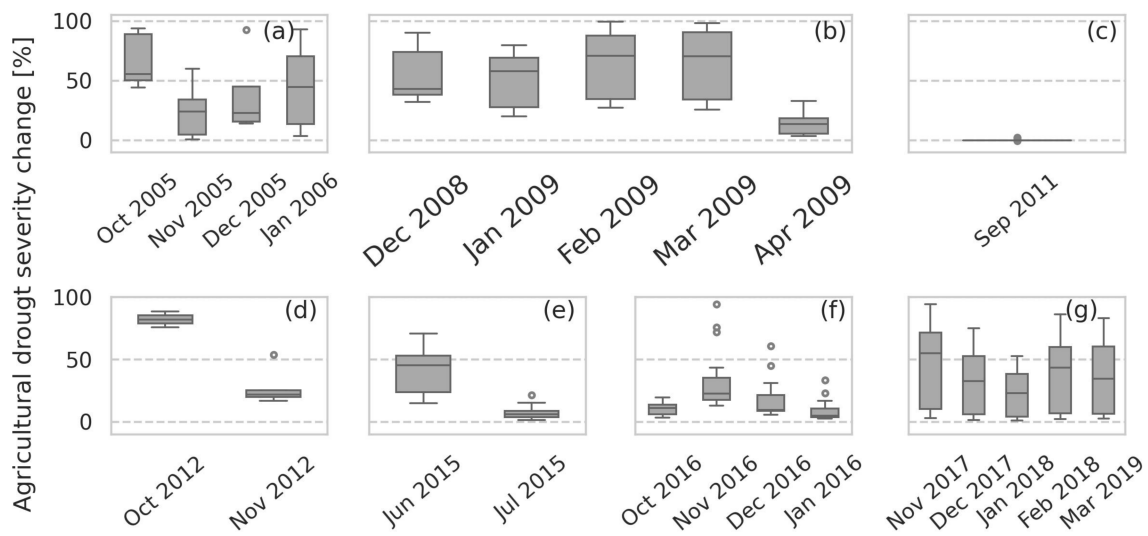 Agricultural drougt severity change [%]
100
50
0
(a)
(b)
(c)
Oct 2005
Nov 2005
Dec 2005
Jan 2006
Dec 2008
Jan 2009
Feb 2009
Mar 2009
Apr 2009
Sep 2011
100
50
0
(d)
(e)
(f)
(g)
Oct 2012
Nov 2012
Jun 2015
Jul 2015
Oct 2016
Nov 2016
Dec 2016
Jan 2016
Nov 2017
Dec 2017
Jan 2018
Feb 2018
Mar 2019